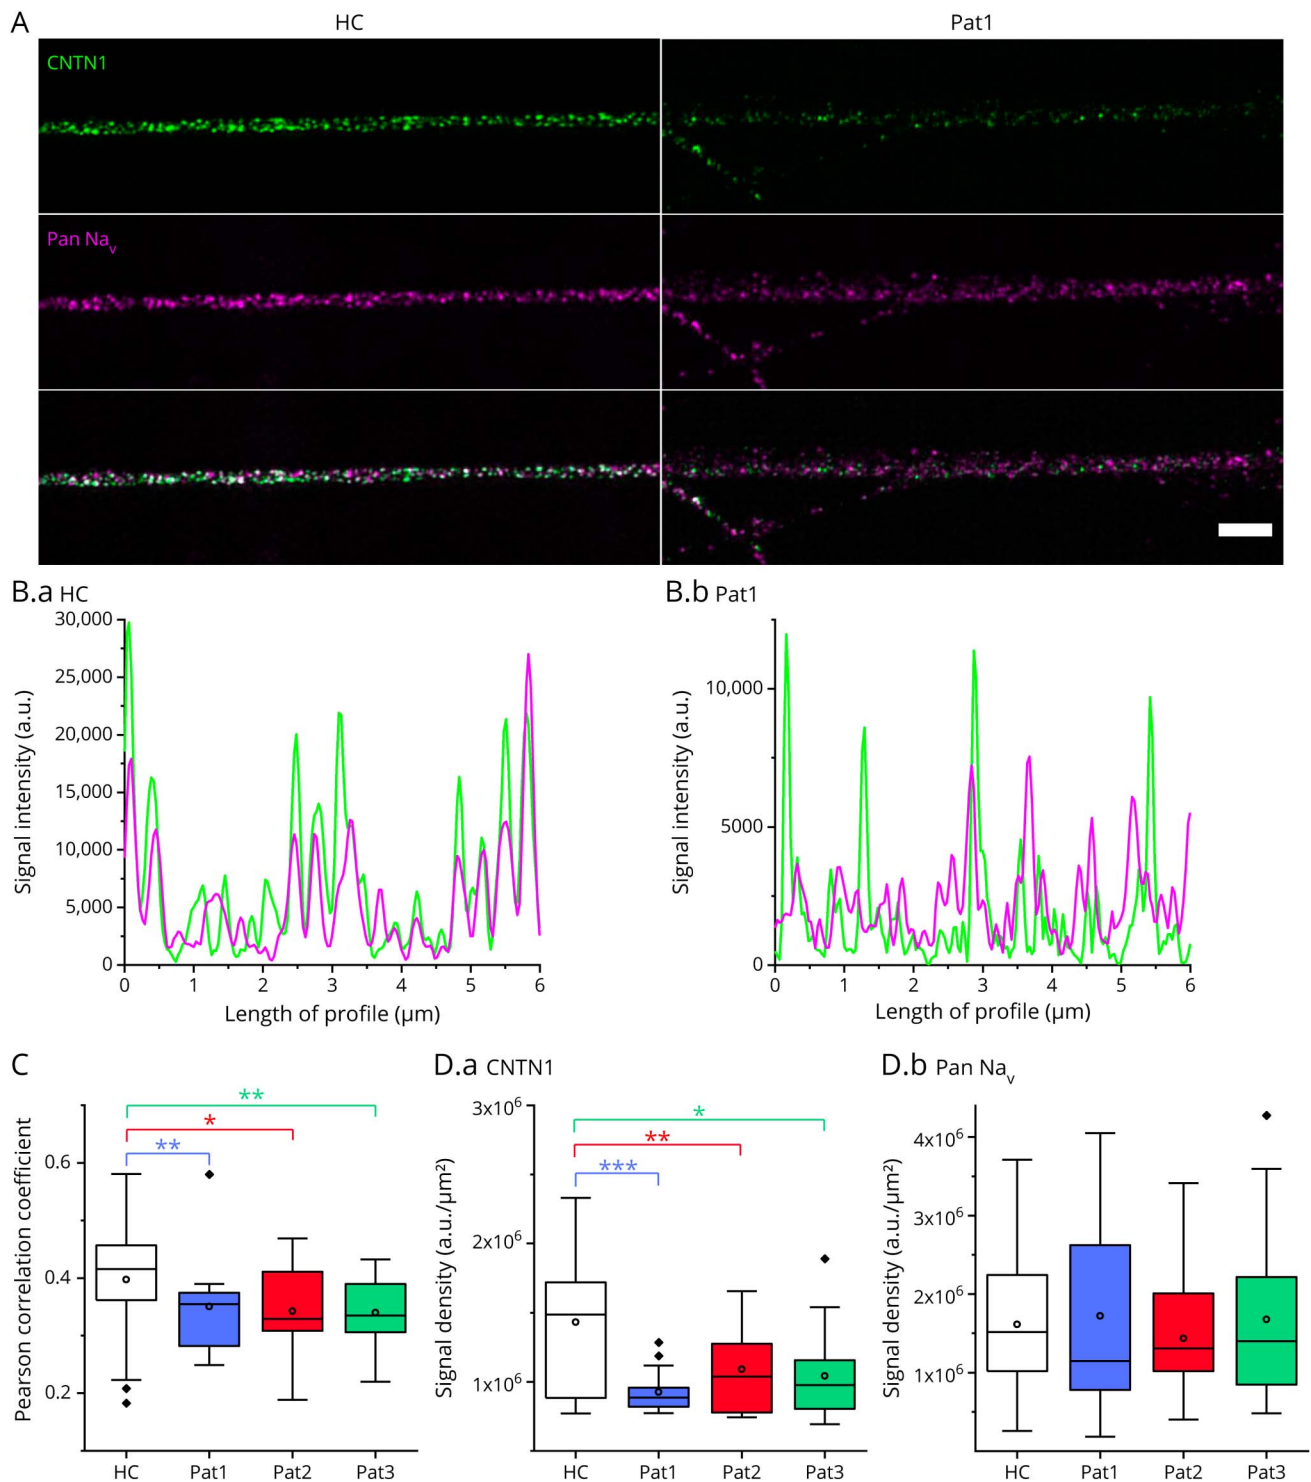 A
HC
Pat1
CNTN1
Pan Naᵥ
B.a HC
30,000
25,000
20,000
15,000
10,000
5,000
0
Signal intensity (a.u.)
0 1 2 3 4 5 6
Length of profile (µm)
B.b Pat1
10,000
5000
0
Signal intensity (a.u.)
0 1 2 3 4 5 6
Length of profile (µm)
C
**
*
**
0.6
0.4
0.2
Pearson correlation coefficient
HC Pat1 Pat2 Pat3
D.a CNTN1
*
**
***
3x10⁶
2x10⁶
1x10⁶
Signal density (a.u./µm²)
HC Pat1 Pat2 Pat3
D.b Pan Naᵥ
4x10⁶
3x10⁶
2x10⁶
1x10⁶
Signal density (a.u./µm²)
HC Pat1 Pat2 Pat3